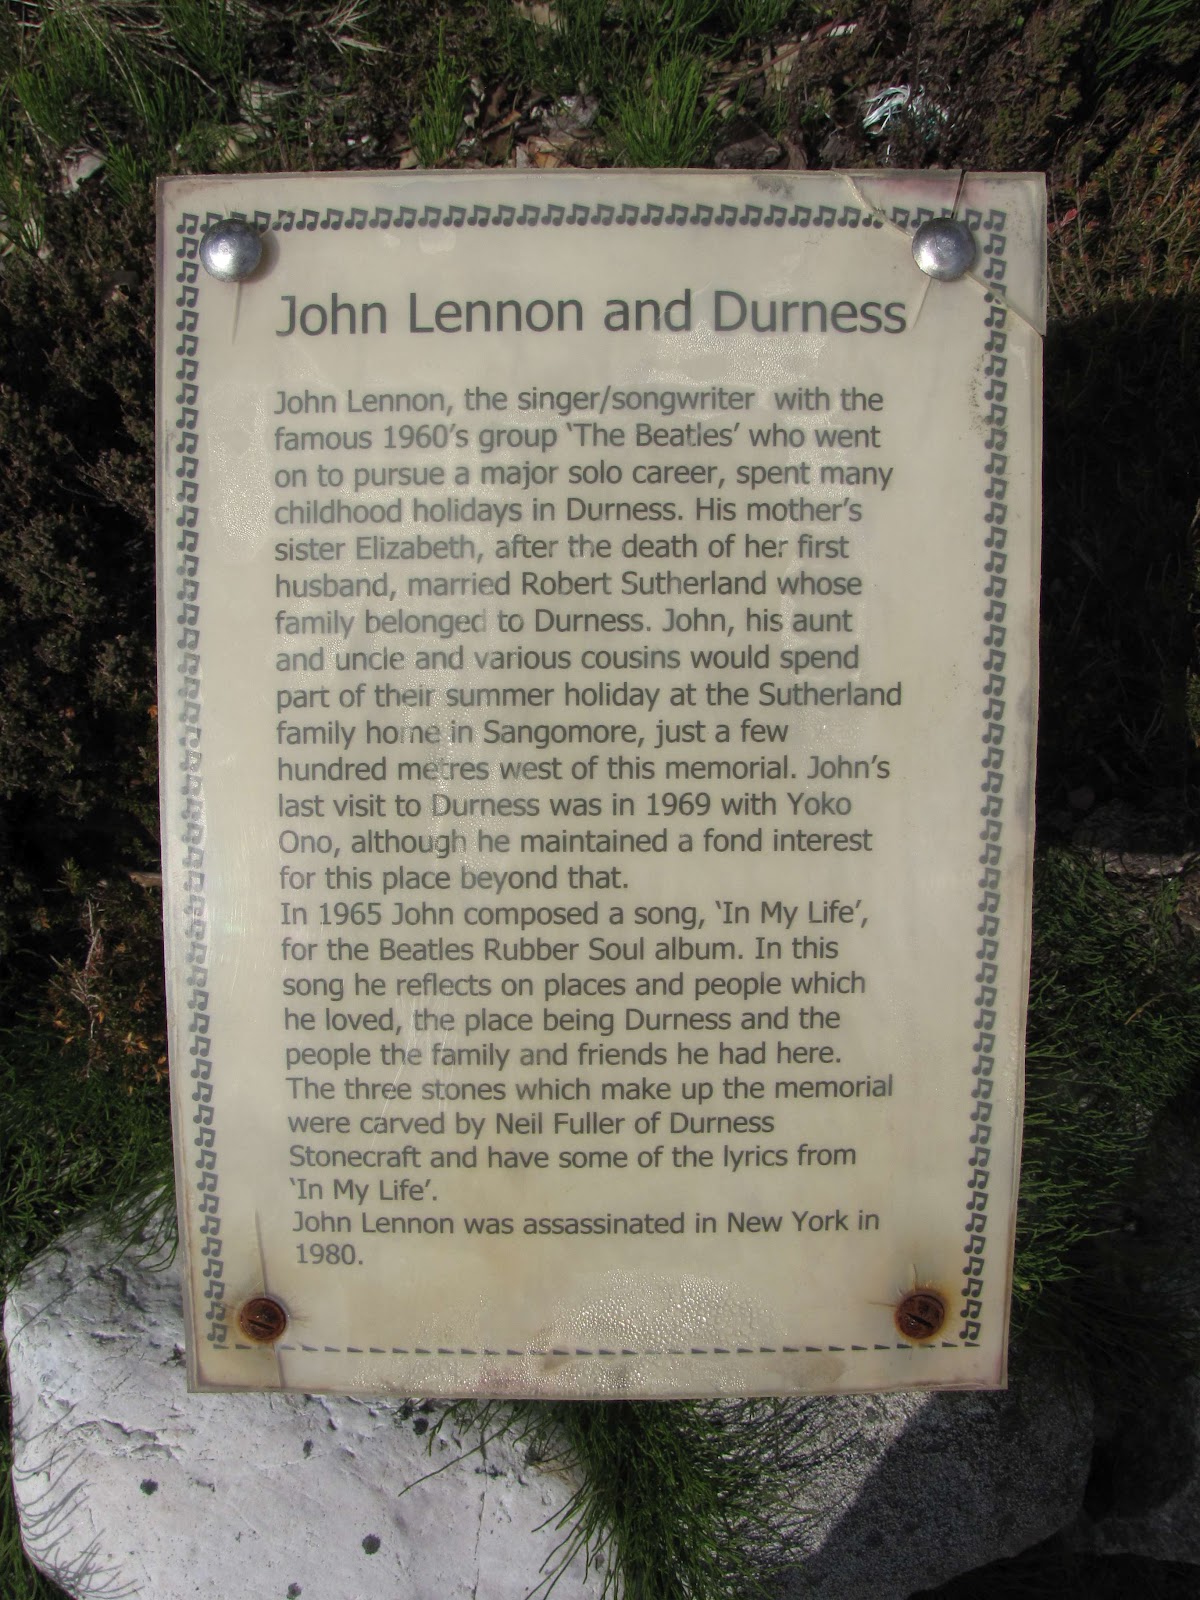 John Lennon and Durness
John Lennon, the singer/songwriter with the
famous 1960's group ‘The Beatles’ who went
on to pursue a major solo career, spent many
childhood holidays in Durness. His mother's
sister Elizabeth, after the death of her first
husband, married Robert Sutherland whose
family belonged to Durness. John, his aunt
and uncle and various cousins would spend
part of their summer holiday at the Sutherland
family home in Sangomore, just a few
hundred metres west of this memorial. John's
last visit to Durness was in 1969 with Yoko
Ono, although he maintained a fond interest
for this place beyond that.
In 1965 John composed a song, ‘In My Life’,
for the Beatles Rubber Soul album. In this
song he reflects on places and people which
he loved, the place being Durness and the
people the family and friends he had here.
The three stones which make up the memorial
were carved by Neil Fuller of Durness
Stonecraft and have some of the lyrics from
‘In My Life’.
John Lennon was assassinated in New York in
1980.